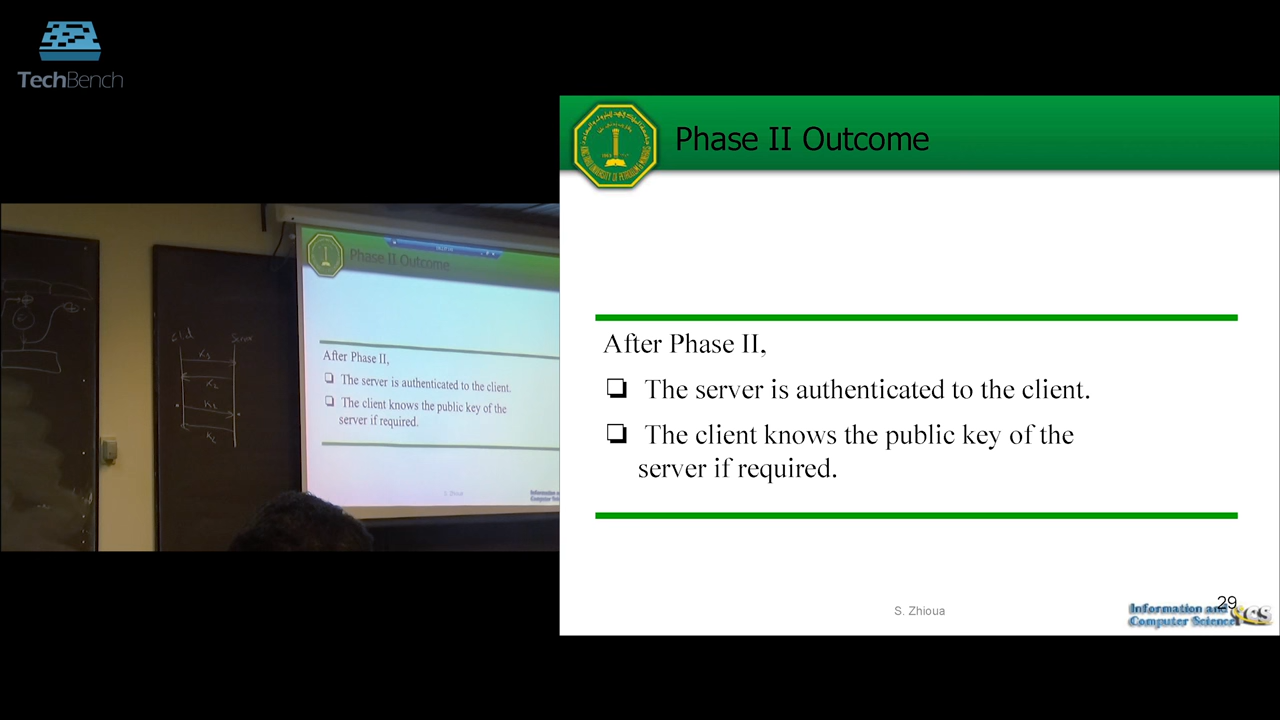 TechBench
Phase II Outcome
After Phase II,
❑ The server is authenticated to the client.
❑ The client knows the public key of the
server if required.
S. Zhioua
Information and
Computer Science
ICS
29
Phase II Outcome
After Phase II,
❑ The server is authenticated to the client.
❑ The client knows the public key of the
server if required.
S. Zhioua